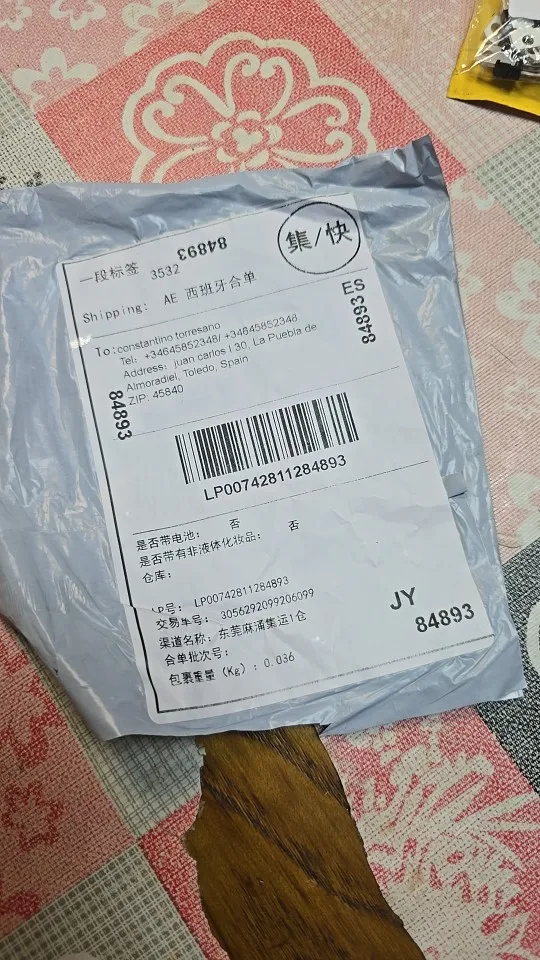 84893
一段标签 3532
集/快
Shipping: AE 西班牙合单
ES
84893
To:constantino torresano
Tel: +34645852348/ +34645852348
Address: juan carlos I 30, La Puebla de
Almoradiel, Toledo, Spain
ZIP: 45840
84893
LP00742811284893
是否带电池: 否
是否带有非液体化妆品: 否
仓库:
P号: LP00742811284893
交易单号: 3056292099206099
渠道名称: 东莞麻涌集运1仓
合单批次号:
包裹重量 (Kg) : 0.036
JY
84893